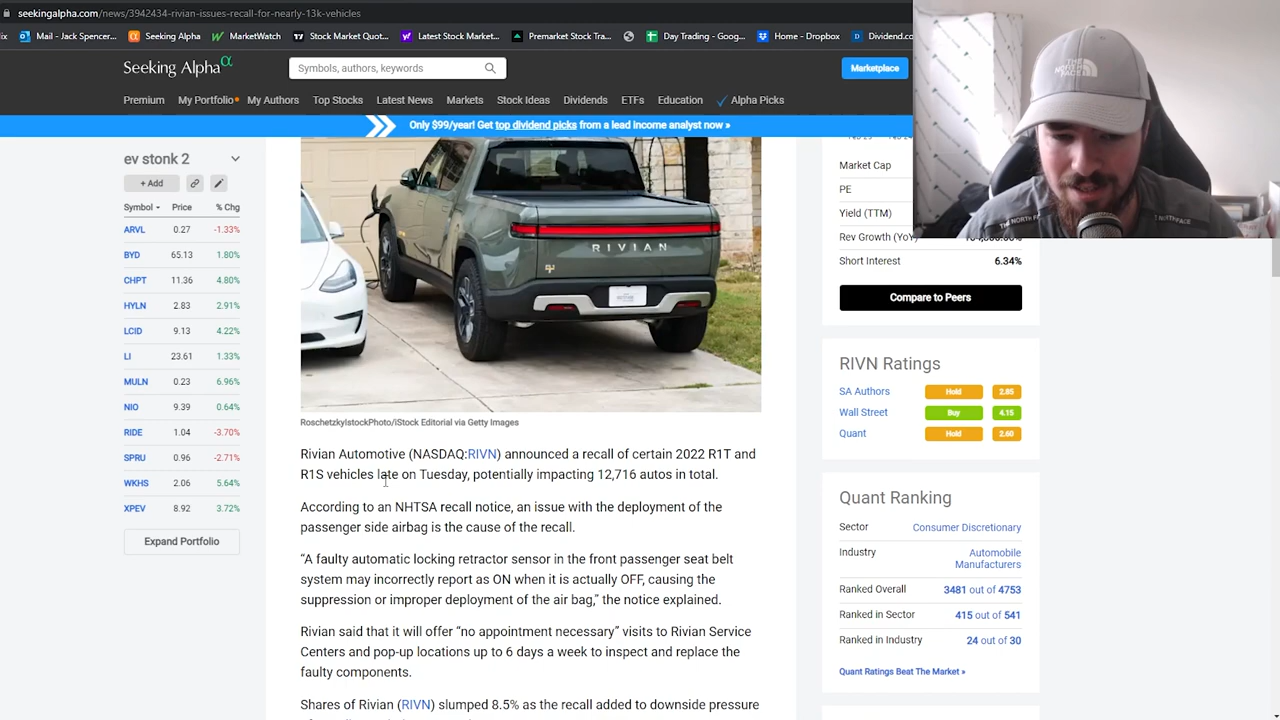 seekingalpha.com/news/3942434-rivian-issues-recall-for-nearly-13k-vehicles
Mail - Jack Spencer... Seeking Alpha MarketWatch Stock Market Quot... Latest Stock Market... Premarket Stock Tra... Day Trading - Goog... Home - Dropbox Dividend.co
Seeking Alpha α
Symbols, authors, keywords
Marketplace
Premium My Portfolio My Authors Top Stocks Latest News Markets Stock Ideas Dividends ETFs Education Alpha Picks
Only $99/year! Get top dividend picks from a lead income analyst now »
ev stonk 2
+ Add
Symbol Price % Chg
ARVL 0.27 -1.33%
BYD 65.13 1.80%
CHPT 11.36 4.80%
HYLN 2.83 2.91%
LCID 9.13 4.22%
LI 23.61 1.33%
MULN 0.23 6.96%
NIO 9.39 0.64%
RIDE 1.04 -3.70%
SPRU 0.96 -2.71%
WKHS 2.06 5.64%
XPEV 8.92 3.72%
Expand Portfolio
RIVIAN
RoschetzkyIstockPhoto/iStock Editorial via Getty Images
Rivian Automotive (NASDAQ:RIVN) announced a recall of certain 2022 R1T and
R1S vehicles late on Tuesday, potentially impacting 12,716 autos in total.
According to an NHTSA recall notice, an issue with the deployment of the
passenger side airbag is the cause of the recall.
“A faulty automatic locking retractor sensor in the front passenger seat belt
system may incorrectly report as ON when it is actually OFF, causing the
suppression or improper deployment of the air bag,” the notice explained.
Rivian said that it will offer “no appointment necessary” visits to Rivian Service
Centers and pop-up locations up to 6 days a week to inspect and replace the
faulty components.
Shares of Rivian (RIVN) slumped 8.5% as the recall added to downside pressure
Market Cap
PE
Yield (TTM)
Rev Growth (YoY)
Short Interest 6.34%
Compare to Peers
RIVN Ratings
SA Authors Hold 2.85
Wall Street Buy 4.15
Quant Hold 2.60
Quant Ranking
Sector Consumer Discretionary
Industry Automobile
Manufacturers
Ranked Overall 3481 out of 4753
Ranked in Sector 415 out of 541
Ranked in Industry 24 out of 30
Quant Ratings Beat The Market »
THE
NORTH
FACE
THE NORTH FACE
THE NORTH FACE